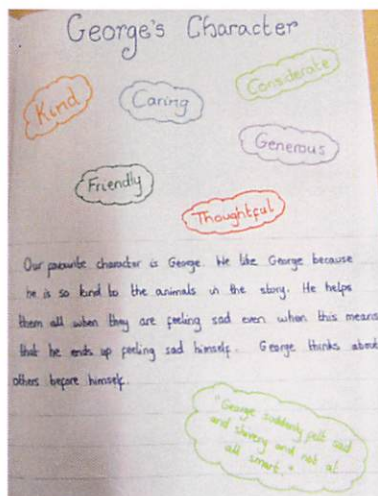 George's Character
Kind
Caring
Considerate
Generous
Friendly
Thoughtful
Our favourite character is George. We like George because
he is so kind to the animals in the story. He helps
them all when they are feeling sad even when this means
that he ends up feeling sad himself. George thinks about
others before himself.
"George suddenly felt sad
and slavery and not at
all smart."